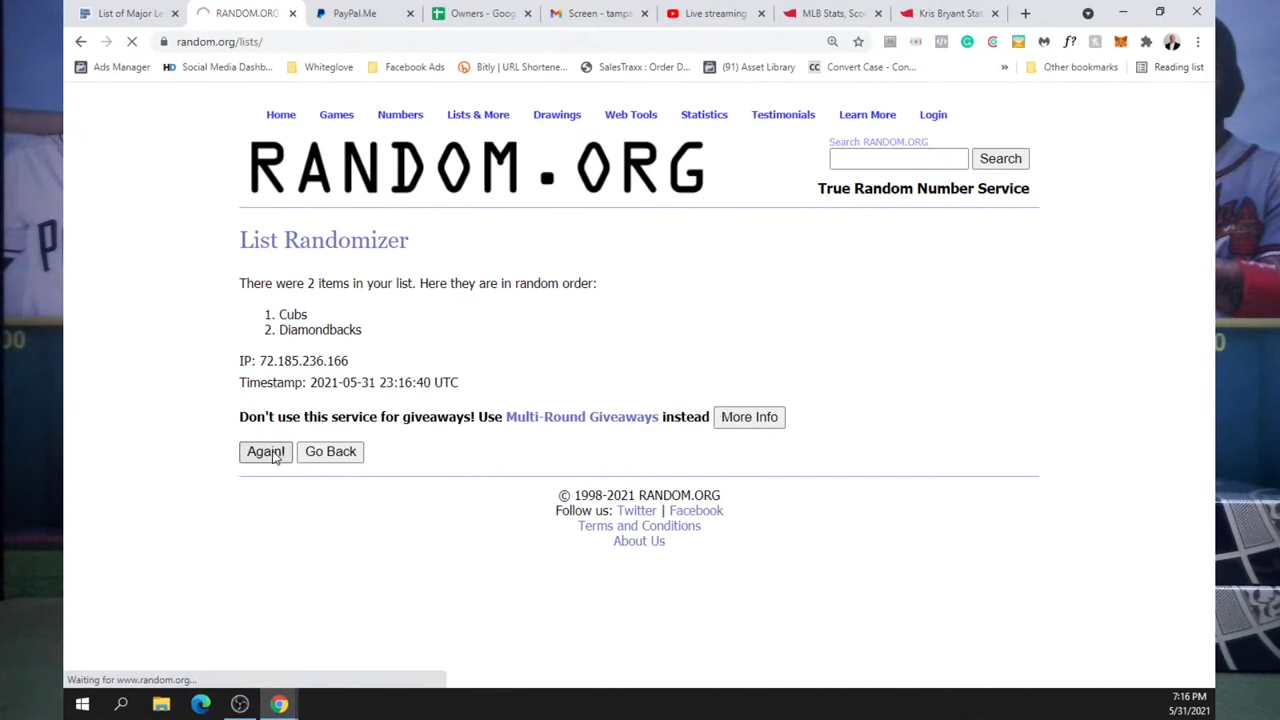 List of Major Le
RANDOM.ORG
PayPal.Me
Owners - Goog
Screen - tampa
Live streaming
MLB Stats, Sco
Kris Bryant Stat
random.org/lists/
Ads Manager
Social Media Dashb...
Whiteglove
Facebook Ads
Bitly | URL Shortene...
SalesTraxx : Order D...
(91) Asset Library
CC Convert Case - Con...
»
Other bookmarks
Reading list
Home Games Numbers Lists & More Drawings Web Tools Statistics Testimonials Learn More Login
RANDOM.ORG
Search RANDOM.ORG
Search
True Random Number Service
List Randomizer
There were 2 items in your list. Here they are in random order:
1. Cubs
2. Diamondbacks
IP: 72.185.236.166
Timestamp: 2021-05-31 23:16:40 UTC
Don't use this service for giveaways! Use Multi-Round Giveaways instead More Info
Again! Go Back
© 1998-2021 RANDOM.ORG
Follow us: Twitter | Facebook
Terms and Conditions
About Us
Waiting for www.random.org...
7:16 PM
5/31/2021